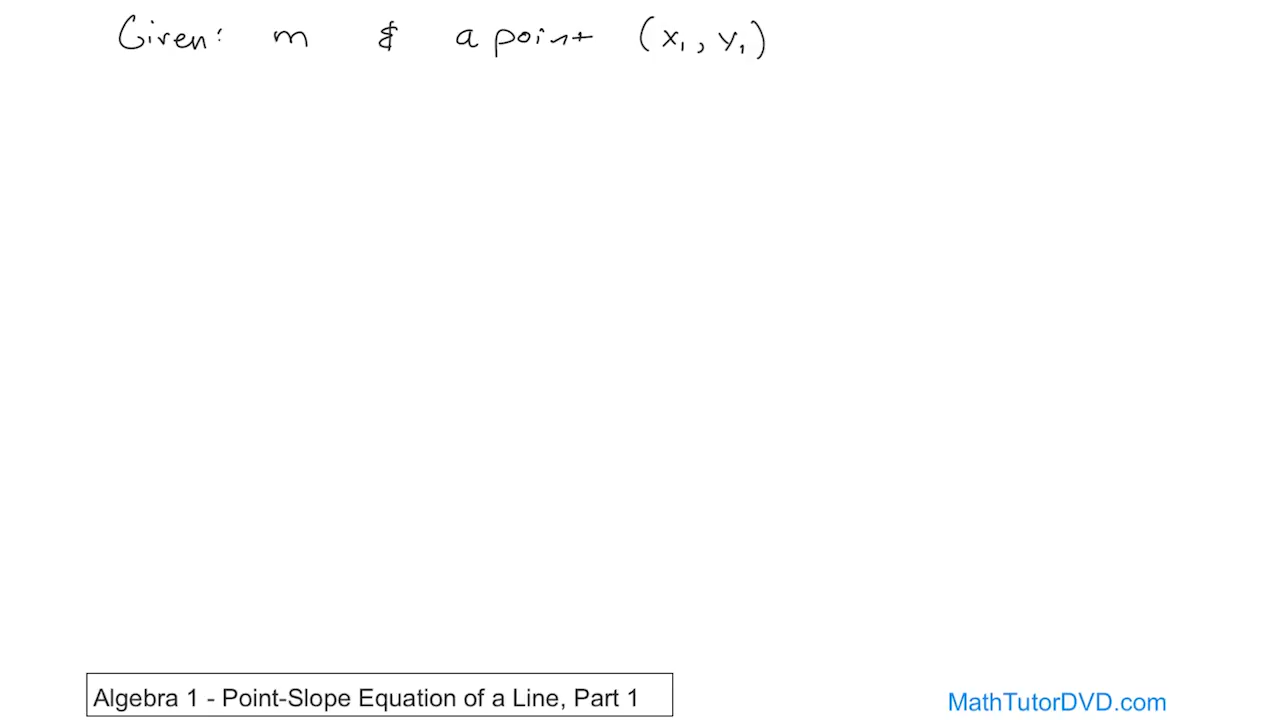 Given: m & a point (x₁, y₁)
Algebra 1 - Point-Slope Equation of a Line, Part 1
MathTutorDVD.com